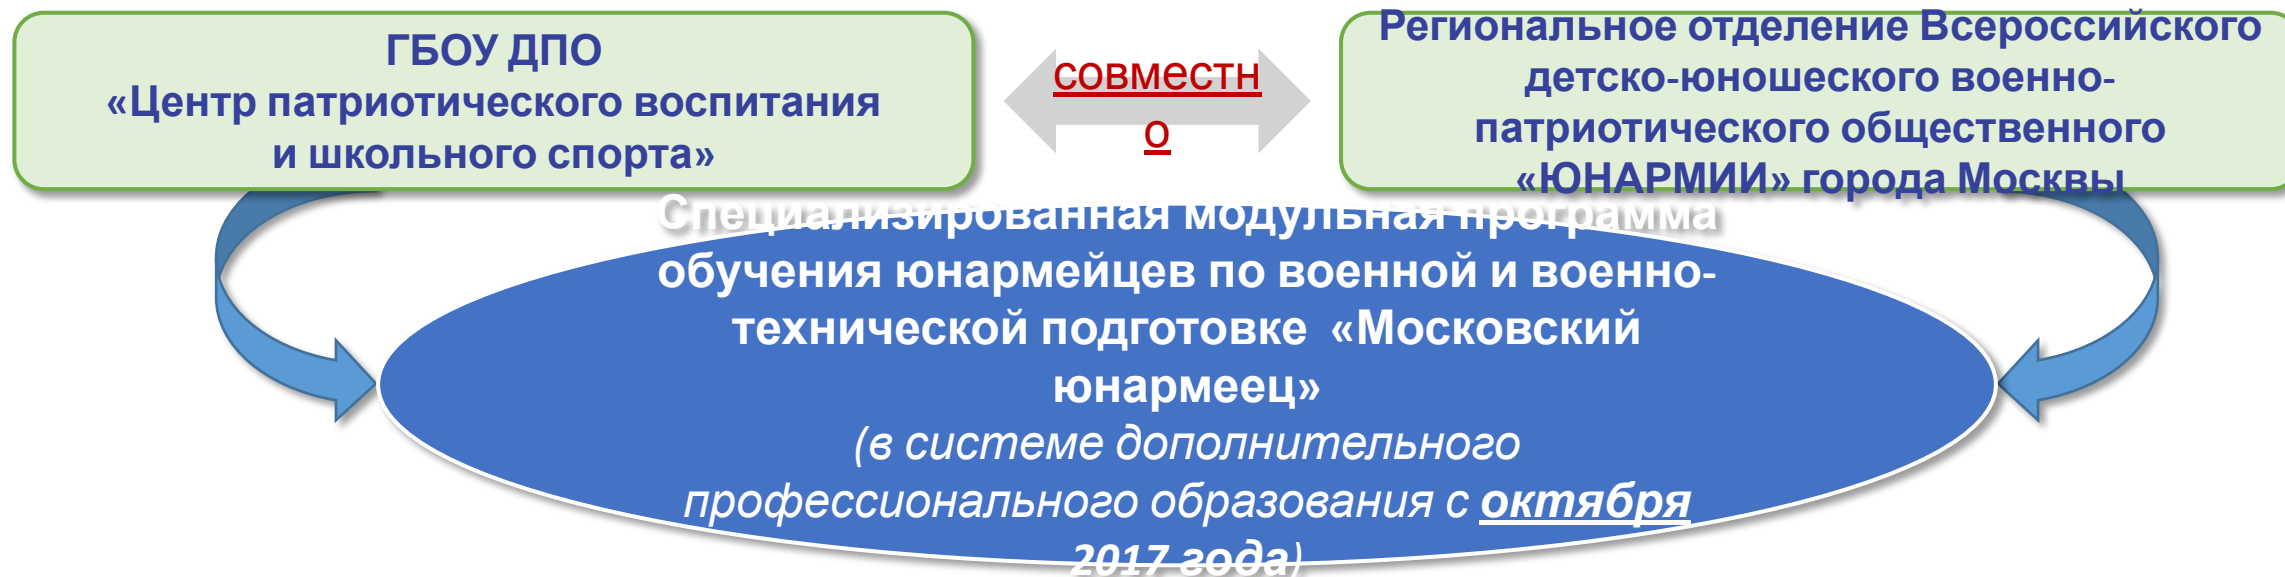 ГБОУ ДПО
«Центр патриотического воспитания
и школьного спорта»
совместн
о
Региональное отделение Всероссийского
детско-юношеского военно-
патриотического общественного
«ЮНАРМИИ» города Москвы
Специализированная модульная программа
обучения юнармейцев по военной и военно-
технической подготовке «Московский
юнармеец»
(в системе дополнительного
профессионального образования с октября
2017 года)